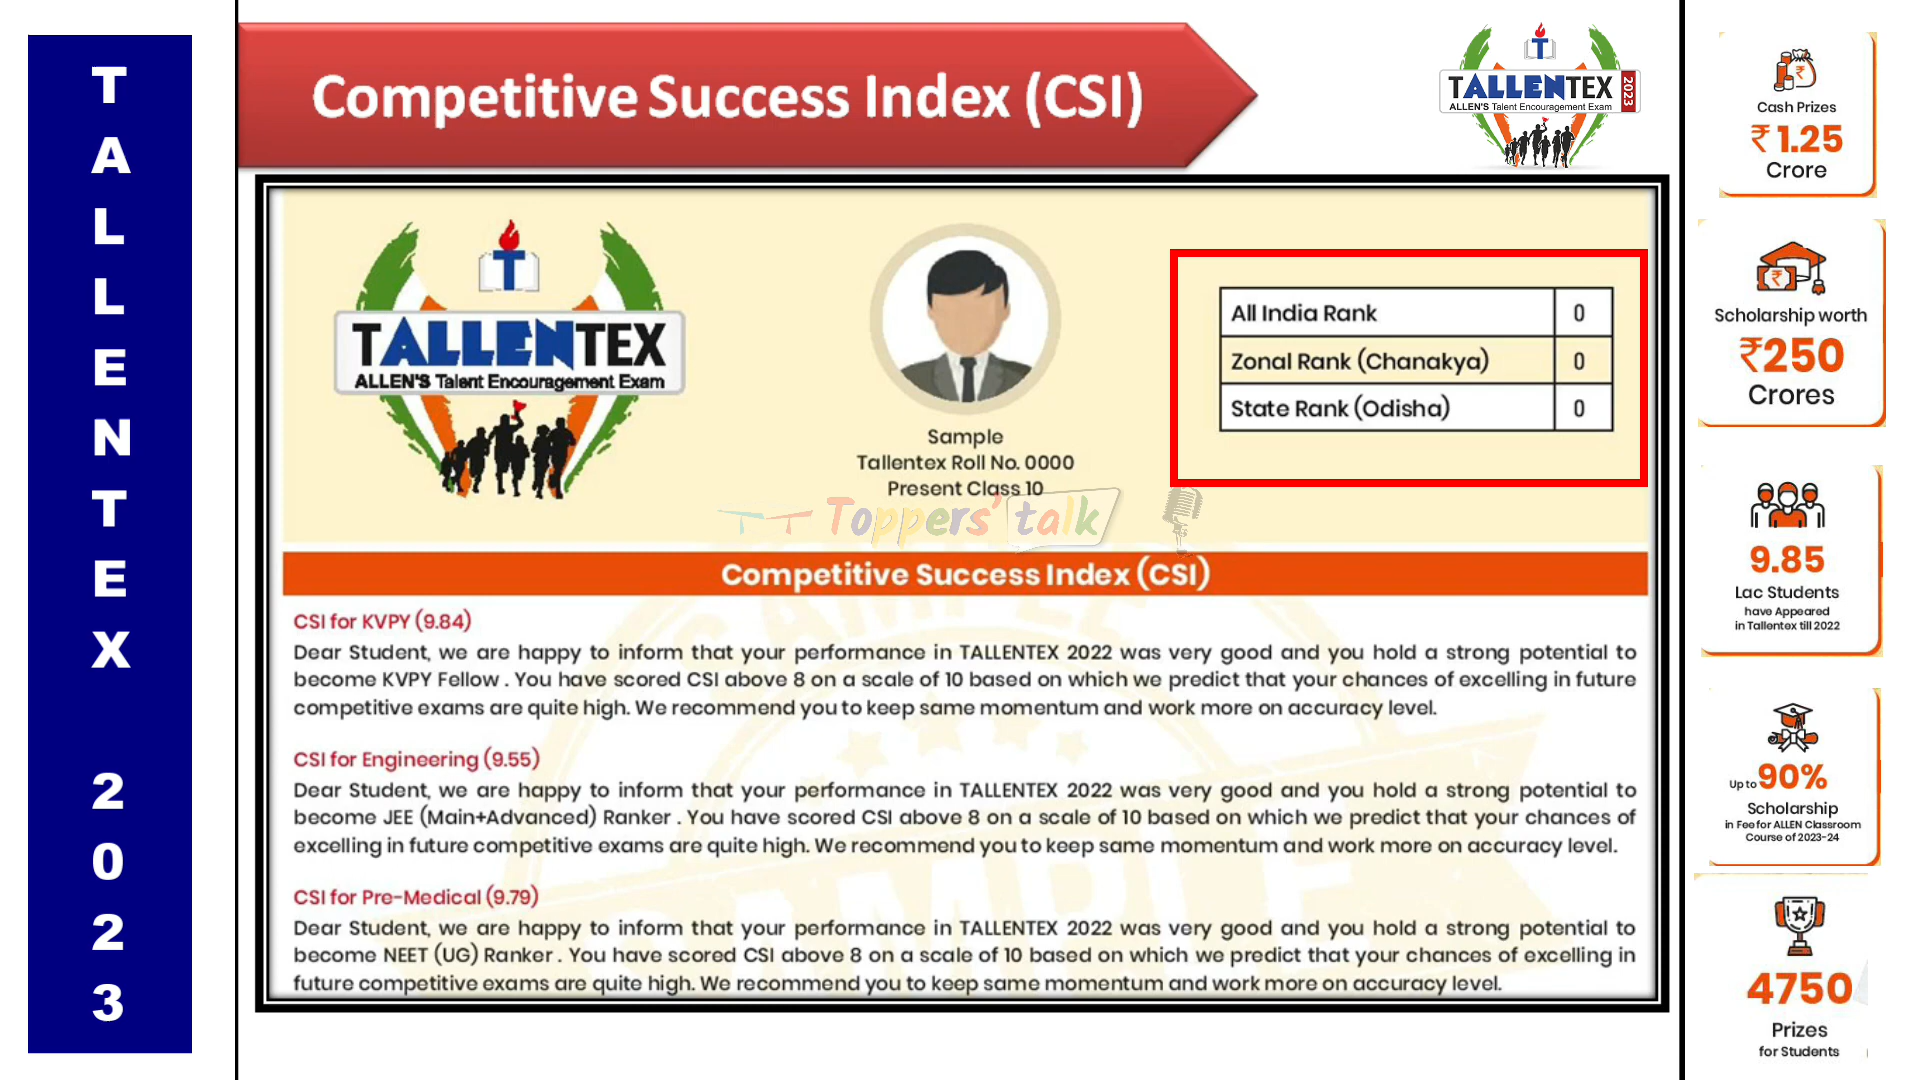 TALLENTEX 2023
Competitive Success Index (CSI)
T
TALLENTEX 2023
ALLEN'S Talent Encouragement Exam
T
TALLENTEX
ALLEN'S Talent Encouragement Exam
Sample
Tallentex Roll No. 0000
Present Class 10
All India Rank 0
Zonal Rank (Chanakya) 0
State Rank (Odisha) 0
Toppers' talk
Competitive Success Index (CSI)
SAMPLE
CSI for KVPY (9.84)
Dear Student, we are happy to inform that your performance in TALLENTEX 2022 was very good and you hold a strong potential to
become KVPY Fellow . You have scored CSI above 8 on a scale of 10 based on which we predict that your chances of excelling in future
competitive exams are quite high. We recommend you to keep same momentum and work more on accuracy level.
CSI for Engineering (9.55)
Dear Student, we are happy to inform that your performance in TALLENTEX 2022 was very good and you hold a strong potential to
become JEE (Main+Advanced) Ranker . You have scored CSI above 8 on a scale of 10 based on which we predict that your chances of
excelling in future competitive exams are quite high. We recommend you to keep same momentum and work more on accuracy level.
CSI for Pre-Medical (9.79)
Dear Student, we are happy to inform that your performance in TALLENTEX 2022 was very good and you hold a strong potential to
become NEET (UG) Ranker . You have scored CSI above 8 on a scale of 10 based on which we predict that your chances of excelling in
future competitive exams are quite high. We recommend you to keep same momentum and work more on accuracy level.
SAMPLE
Cash Prizes
₹ 1.25
Crore
Scholarship worth
₹250
Crores
9.85
Lac Students
have Appeared
in Tallentex till 2022
Up to 90%
Scholarship
in Fee for ALLEN Classroom
Course of 2023-24
4750
Prizes
for Students